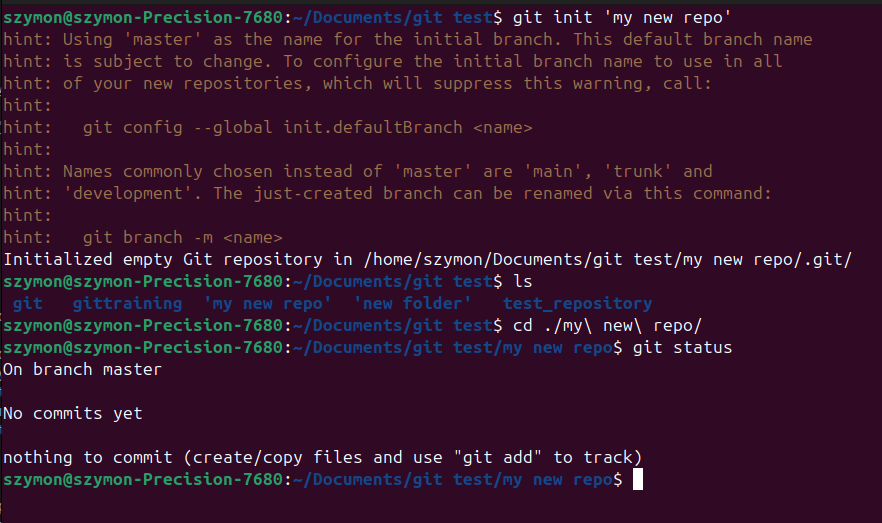 szymon@szymon-Precision-7680:~/Documents/git test$ git init 'my new repo'
hint: Using 'master' as the name for the initial branch. This default branch name
hint: is subject to change. To configure the initial branch name to use in all
hint: of your new repositories, which will suppress this warning, call:
hint:
hint:   git config --global init.defaultBranch <name>
hint:
hint: Names commonly chosen instead of 'master' are 'main', 'trunk' and
hint: 'development'. The just-created branch can be renamed via this command:
hint:
hint:   git branch -m <name>
Initialized empty Git repository in /home/szymon/Documents/git test/my new repo/.git/
szymon@szymon-Precision-7680:~/Documents/git test$ ls
 git   gittraining  'my new repo'  'new folder'   test_repository
szymon@szymon-Precision-7680:~/Documents/git test$ cd ./my\ new\ repo/
szymon@szymon-Precision-7680:~/Documents/git test/my new repo$ git status
On branch master

No commits yet

nothing to commit (create/copy files and use "git add" to track)
szymon@szymon-Precision-7680:~/Documents/git test/my new repo$